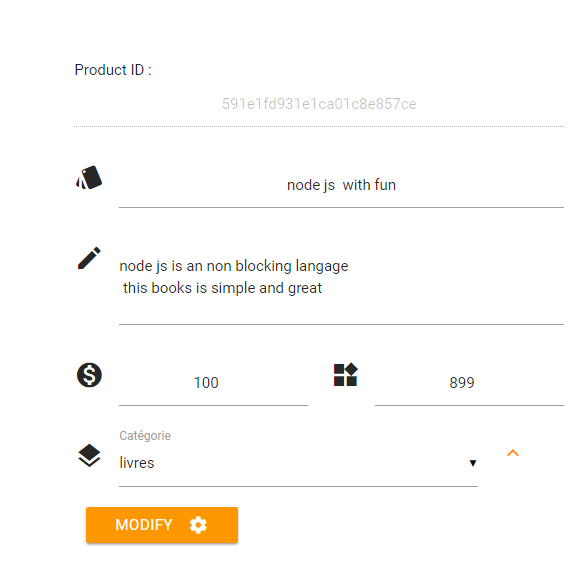 Product ID :
591e1fd931e1ca01c8e857ce
node js  with fun
node js is an non blocking langage
this books is simple and great
100
899
Catégorie
livres
MODIFY